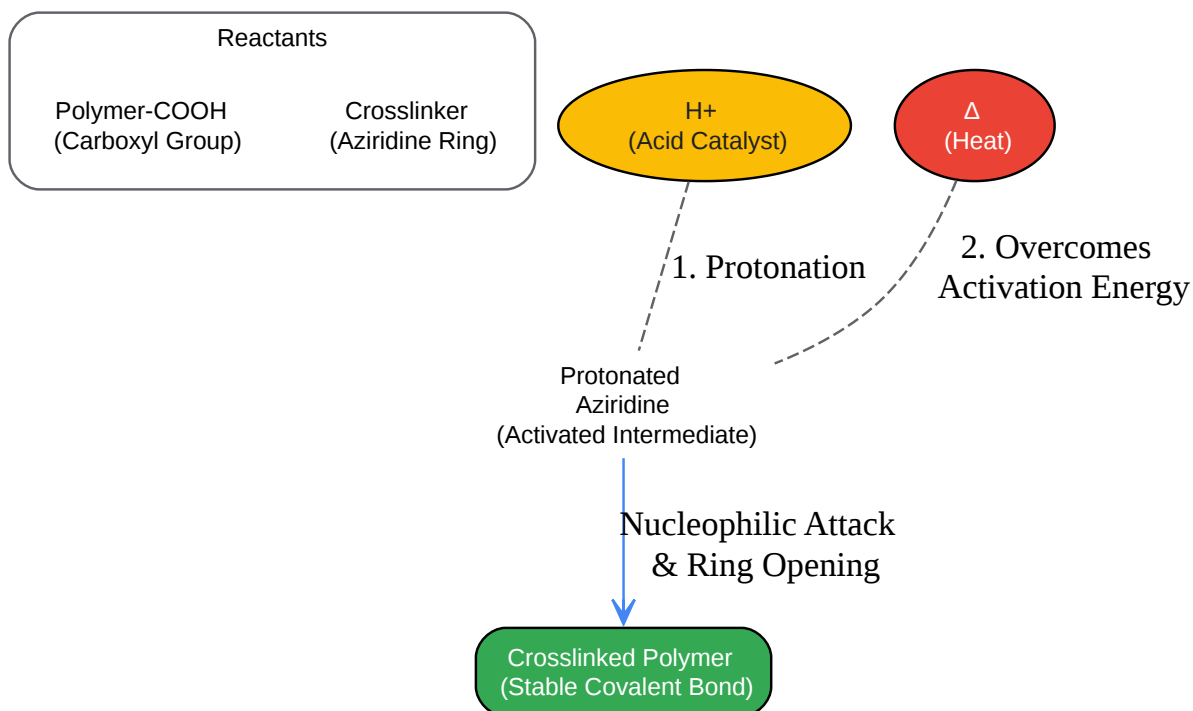 Reactants
Polymer-COOH
(Carboxyl Group)
Crosslinker
(Aziridine Ring)
H+
(Acid Catalyst)
Δ
(Heat)
1. Protonation
2. Overcomes
Activation Energy
Protonated
Aziridine
(Activated Intermediate)
Nucleophilic Attack
& Ring Opening
Crosslinked Polymer
(Stable Covalent Bond)